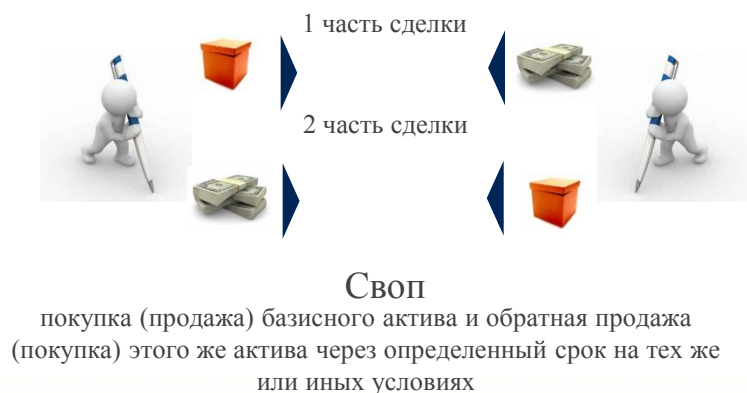 1 часть сделки
2 часть сделки
Своп
покупка (продажа) базисного актива и обратная продажа
(покупка) этого же актива через определенный срок на тех же
или иных условиях